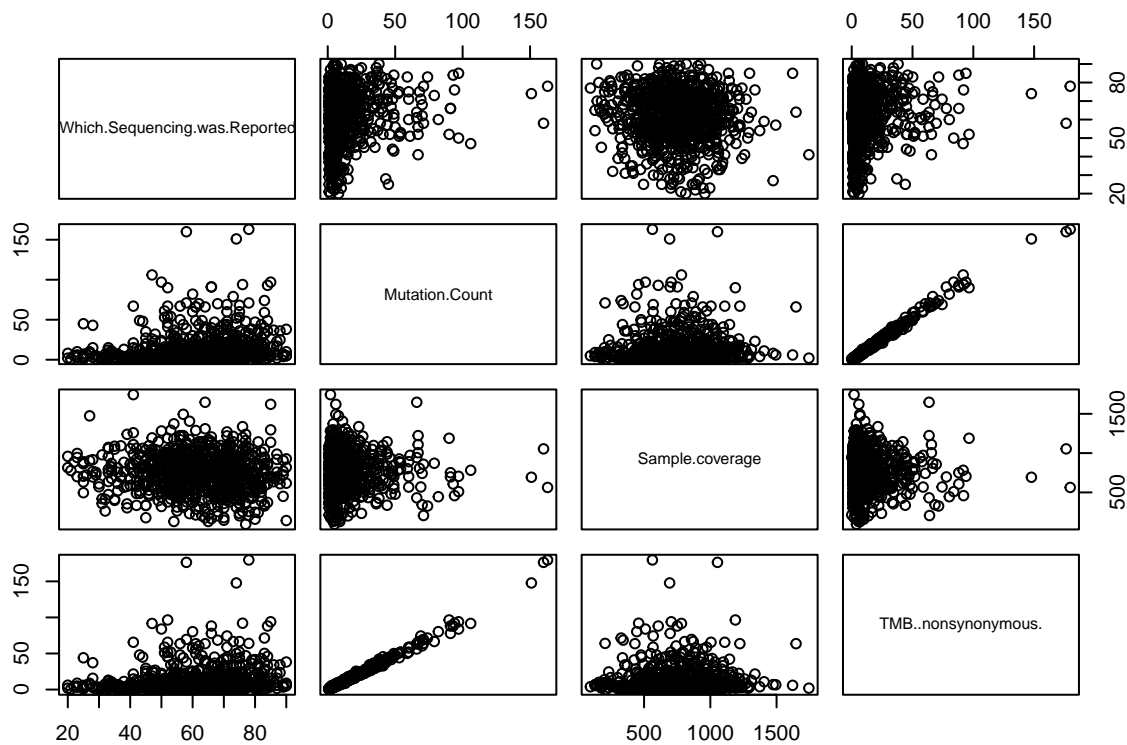 0 50 100 150
0 50 100 150
Which.Sequencing.was.Reported
20 50 80
0 50 150
Mutation.Count
Sample.coverage
500 1500
0 50 150
TMB..nonsynonymous.
20 40 60 80
500 1000 1500